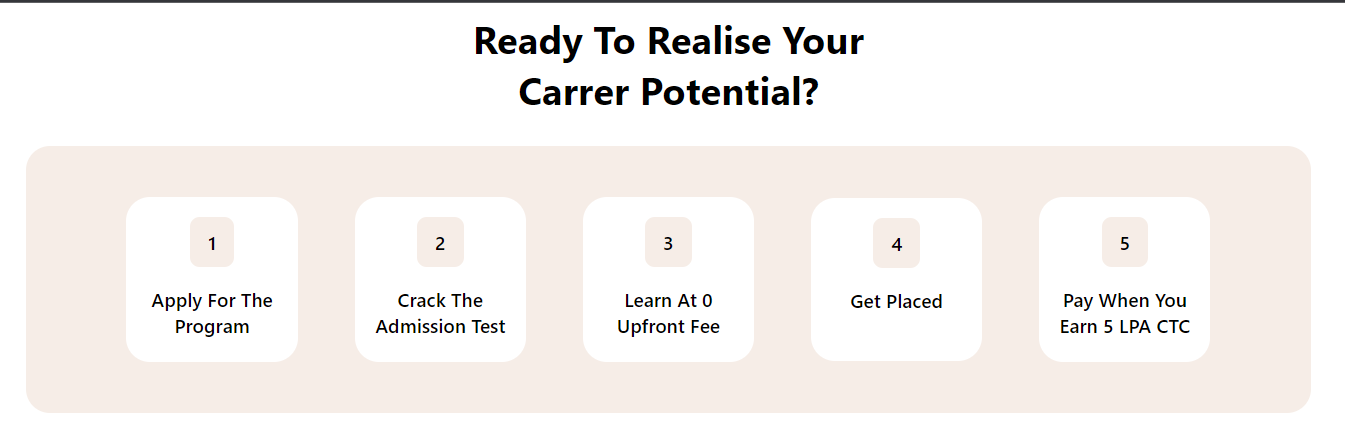 Ready To Realise Your
Carrer Potential?
1
Apply For The
Program
2
Crack The
Admission Test
3
Learn At 0
Upfront Fee
4
Get Placed
5
Pay When You
Earn 5 LPA CTC